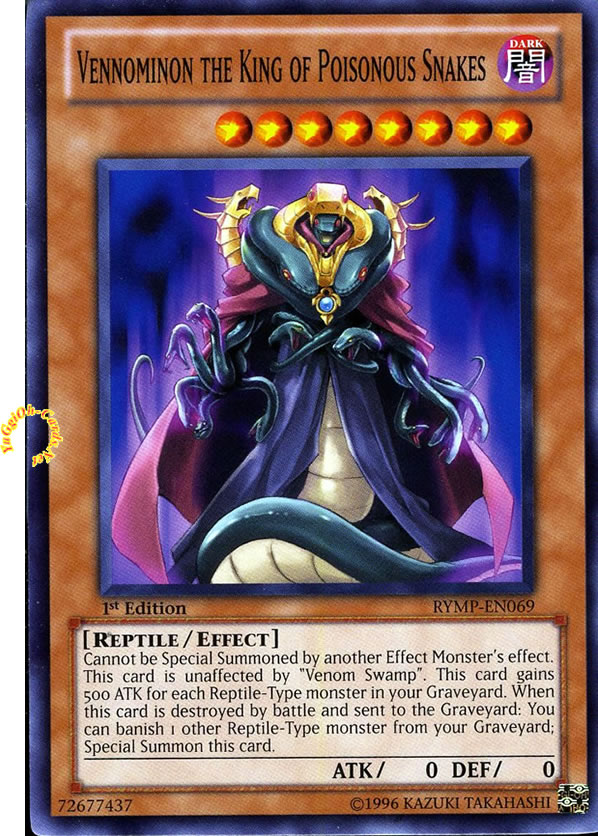 VENNOMINON THE KING OF POISONOUS SNAKES
DARK
闇
YuGgiOh-Cards.Net
1st Edition
RYMP-EN069
[REPTILE/EFFECT]
Cannot be Special Summoned by another Effect Monster's effect.
This card is unaffected by "Venom Swamp". This card gains
500 ATK for each Reptile-Type monster in your Graveyard. When
this card is destroyed by battle and sent to the Graveyard: You
can banish 1 other Reptile-Type monster from your Graveyard;
Special Summon this card.
ATK/ 0 DEF/ 0
72677437
©1996 KAZUKI TAKAHASHI